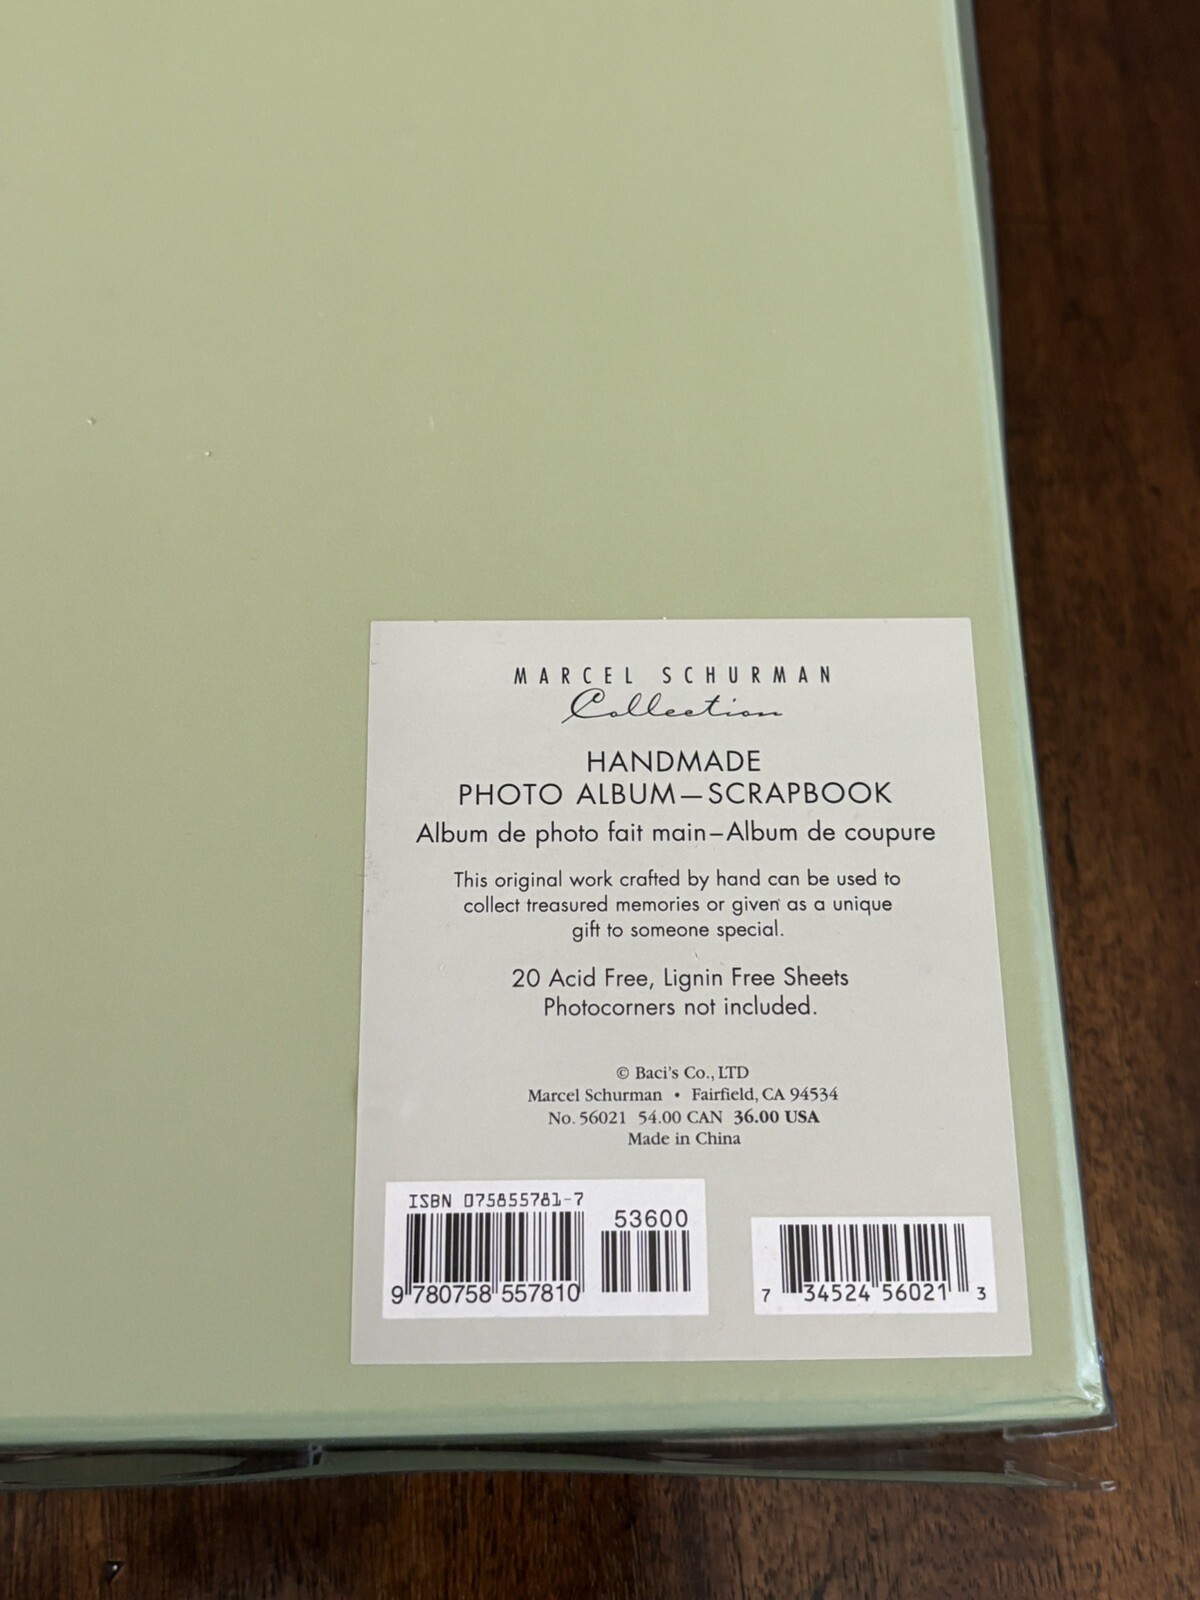 MARCEL SCHURMAN
Collection
HANDMADE
PHOTO ALBUM—SCRAPBOOK
Album de photo fait main–Album de coupure
This original work crafted by hand can be used to
collect treasured memories or given as a unique
gift to someone special.
20 Acid Free, Lignin Free Sheets
Photocorners not included.
© Baci's Co., LTD
Marcel Schurman • Fairfield, CA 94534
No. 56021 54.00 CAN 36.00 USA
Made in China
ISBN 075855781-7
53600
9 780758 557810
7 34524 56021 3